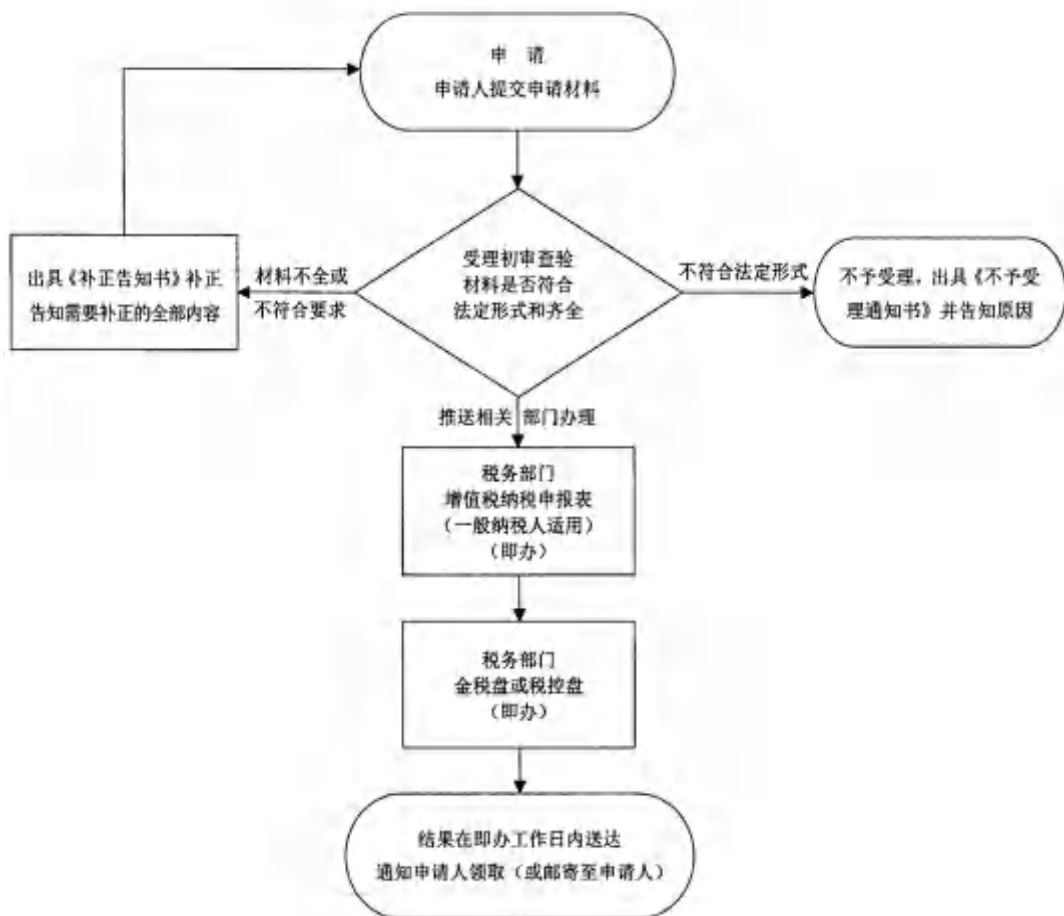 申 请
申请人提交申请材料
受理初审查验
材料是否符合
法定形式和齐全
材料不全或
不符合要求
出具《补正告知书》补正
告知需要补正的全部内容
不符合法定形式
不予受理，出具《不予受
理通知书》并告知原因
推送相关 部门办理
税务部门
增值税纳税申报表
（一般纳税人适用）
（即办）
税务部门
金税盘或税控盘
（即办）
结果在即办工作日内送达
通知申请人领取（或邮寄至申请人）